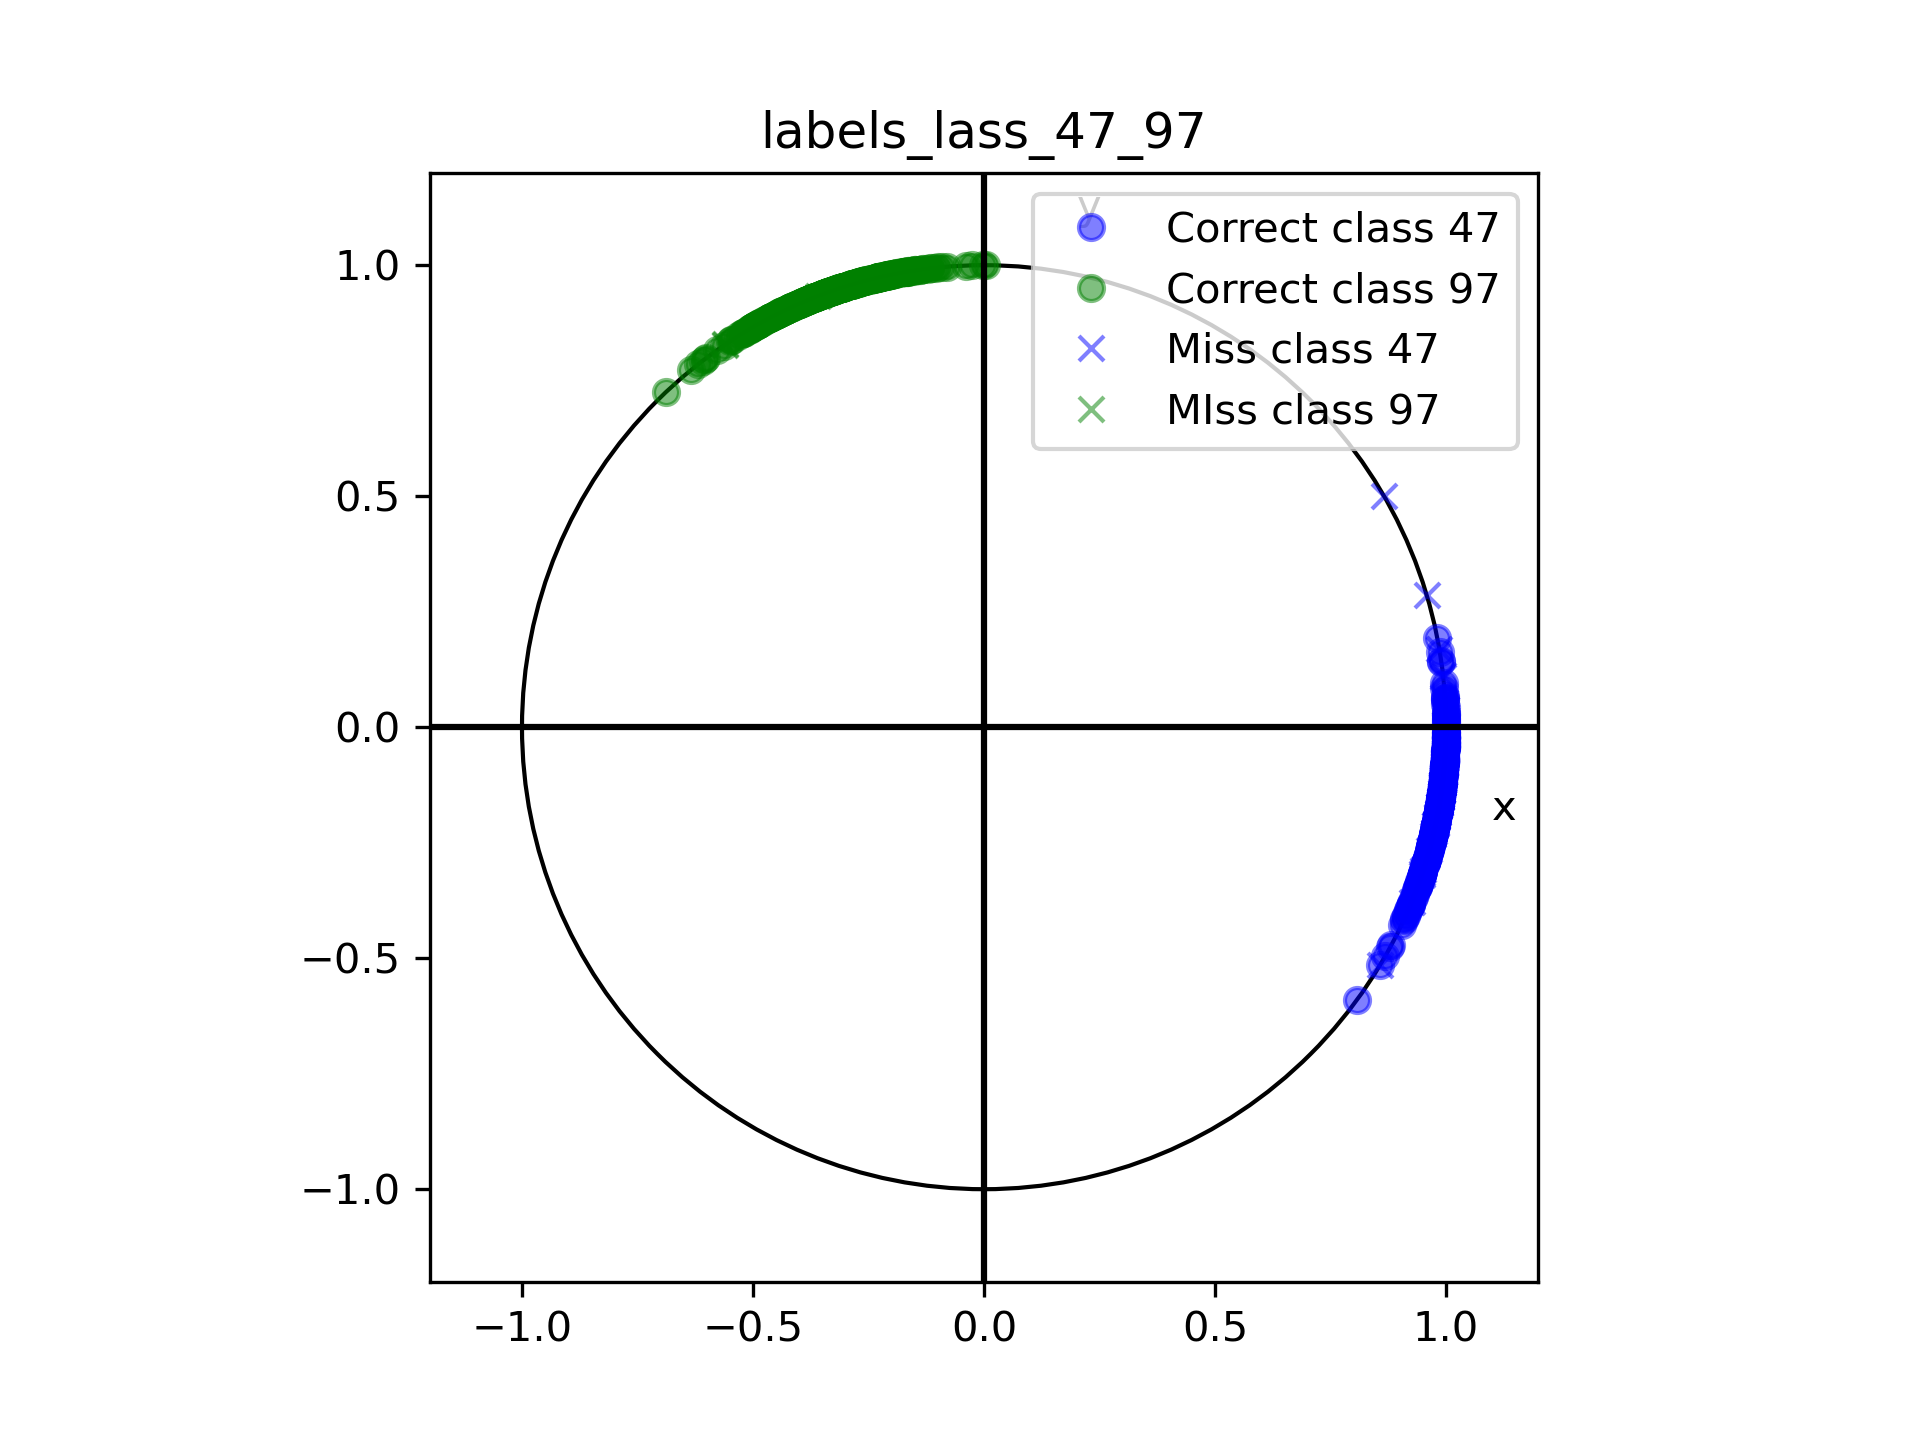 labels_lass_47_97
y
Correct class 47
Correct class 97
Miss class 47
MIss class 97
1.0
0.5
0.0
−0.5
−1.0
x
−1.0
−0.5
0.0
0.5
1.0